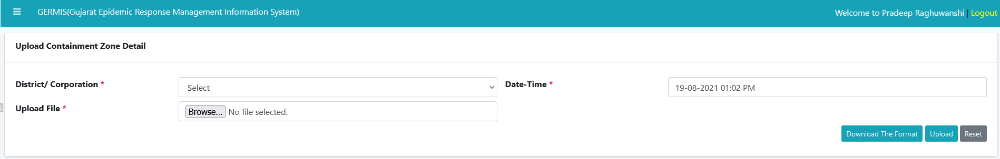 GERMIS(Gujarat Epidemic Response Management Information System)
Welcome to Pradeep Raghuwanshi | Logout
Upload Containment Zone Detail
District/ Corporation *
Select
Date-Time *
19-08-2021 01:02 PM
Upload File *
Browse... No file selected.
Download The Format
Upload
Reset